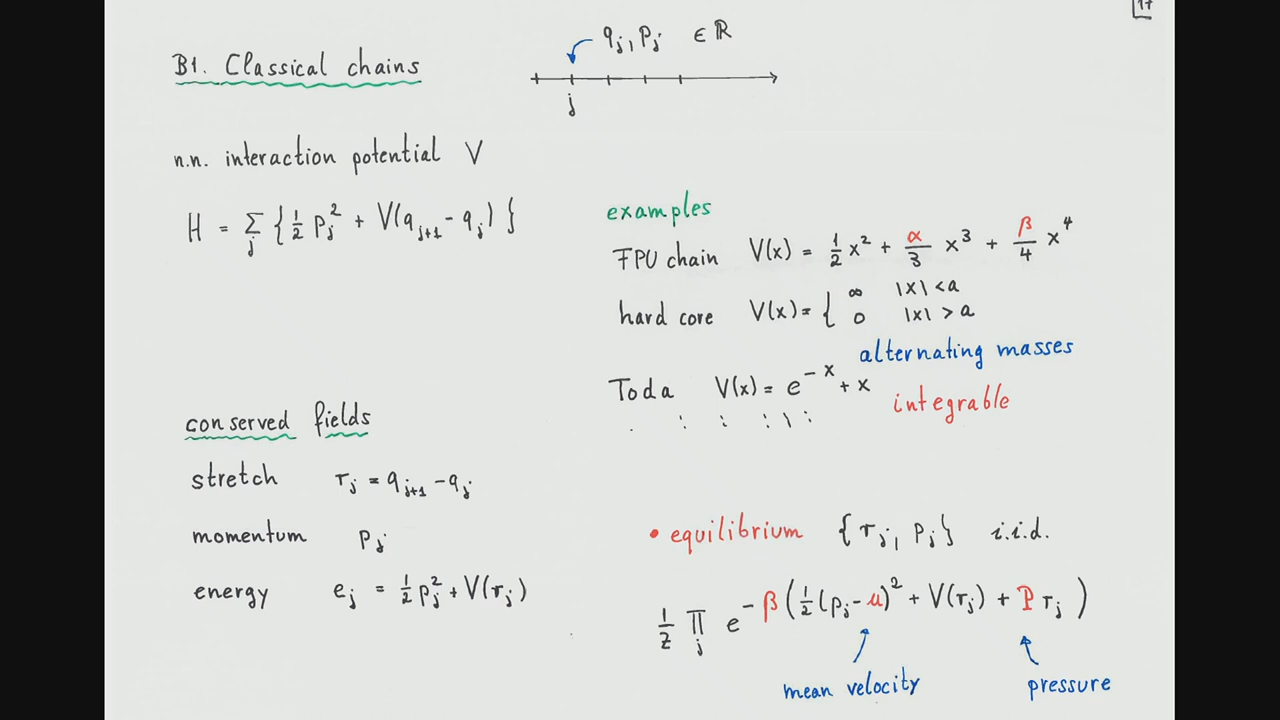 17
B1. Classical chains
q_j, p_j ∈ ℝ
j
n.n. interaction potential V
H = Σ_j { ½ p_j² + V(q_{j+1} - q_j) }
examples
FPU chain V(x) = ½ x² + α/3 x³ + β/4 x⁴
hard core V(x) = { ∞ |x| < a
0 |x| > a
alternating masses
Toda V(x) = e^{-x} + x
integrable
conserved fields
stretch r_j = q_{j+1} - q_j
momentum p_j
energy e_j = ½ p_j² + V(r_j)
• equilibrium {r_j, p_j} i.i.d.
1/Z Π_j e^{-β(½(p_j - u)² + V(r_j) + P r_j)}
mean velocity
pressure